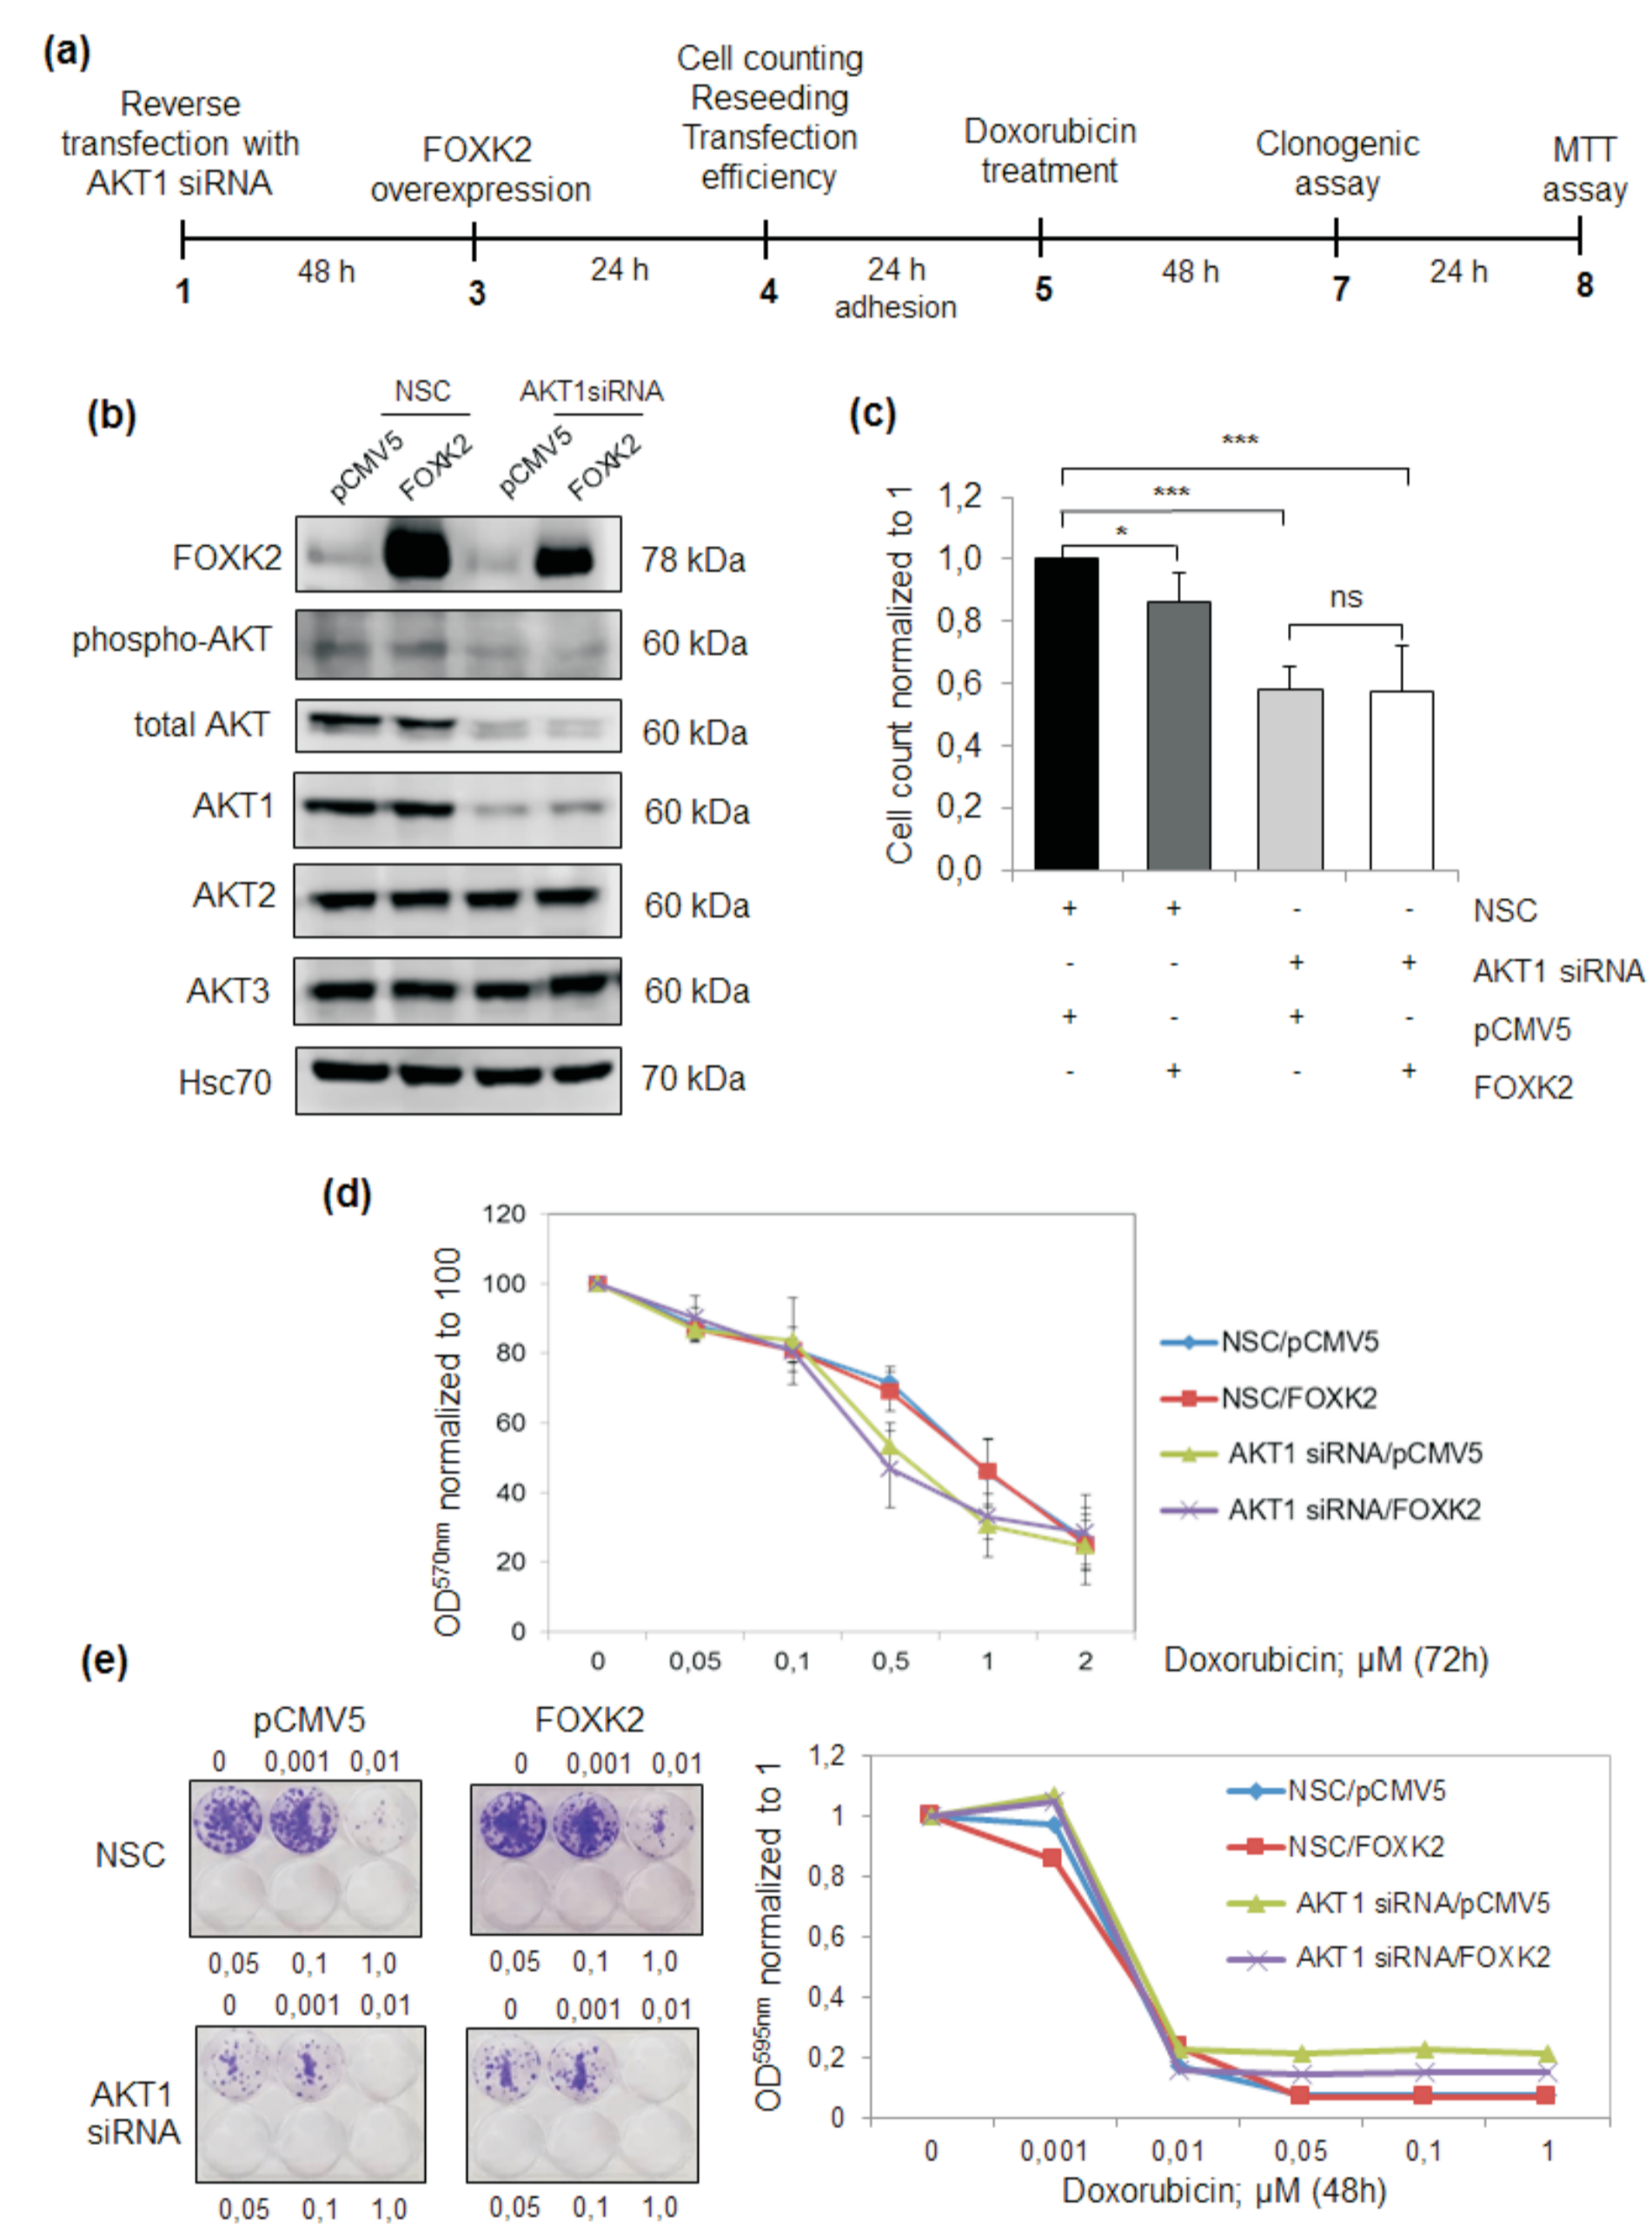 (a)
Reverse
transfection with
AKT1 siRNA
FOXK2
overexpression
Cell counting
Reseeding
Transfection
efficiency
Doxorubicin
treatment
Clonogenic
assay
MTT
assay
48 h
24 h
24 h
adhesion
48 h
24 h
1
3
4
5
7
8
(b)
NSC
AKT1siRNA
pCMV5
FOXK2
pCMV5
FOXK2
FOXK2
78 kDa
phospho-AKT
60 kDa
total AKT
60 kDa
AKT1
60 kDa
AKT2
60 kDa
AKT3
60 kDa
Hsc70
70 kDa
(c)
***
***
*
ns
Cell count normalized to 1
1,2
1,0
0,8
0,6
0,4
0,2
0,0
+ + - - NSC
- - + + AKT1 siRNA
+ - + - pCMV5
- + - + FOXK2
(d)
OD570nm normalized to 100
120
100
80
60
40
20
0
0 0,05 0,1 0,5 1 2
Doxorubicin; µM (72h)
NSC/pCMV5
NSC/FOXK2
AKT1 siRNA/pCMV5
AKT1 siRNA/FOXK2
(e)
pCMV5
0 0,001 0,01
FOXK2
0 0,001 0,01
NSC
0,05 0,1 1,0
0,05 0,1 1,0
0 0,001 0,01
0 0,001 0,01
AKT1
siRNA
0,05 0,1 1,0
0,05 0,1 1,0
OD595nm normalized to 1
1,2
1
0,8
0,6
0,4
0,2
0
0 0,001 0,01 0,05 0,1 1
Doxorubicin; µM (48h)
NSC/pCMV5
NSC/FOXK2
AKT1 siRNA/pCMV5
AKT1 siRNA/FOXK2